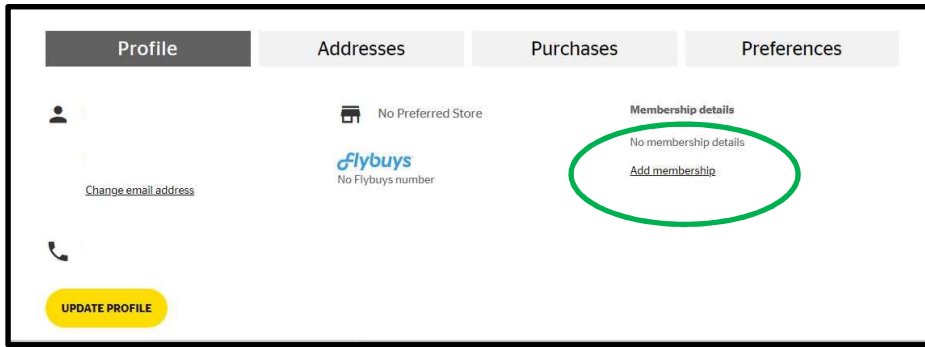 Profile
Addresses
Purchases
Preferences
No Preferred Store
Flybuys
No Flybuys number
Membership details
No membership details
Add membership
Change email address
UPDATE PROFILE